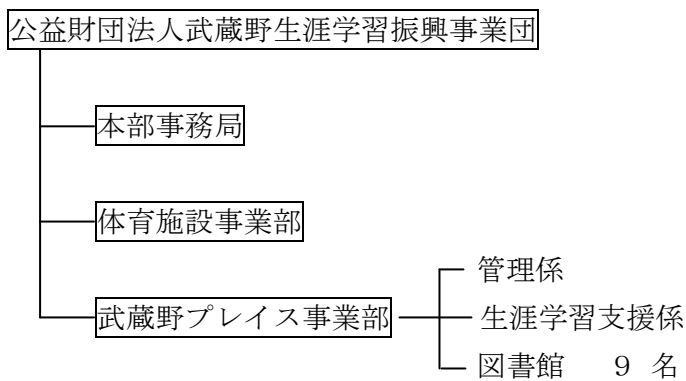 公益財団法人武蔵野生涯学習振興事業団
本部事務局
体育施設事業部
武蔵野プレイス事業部
管理係
生涯学習支援係
図書館　９ 名